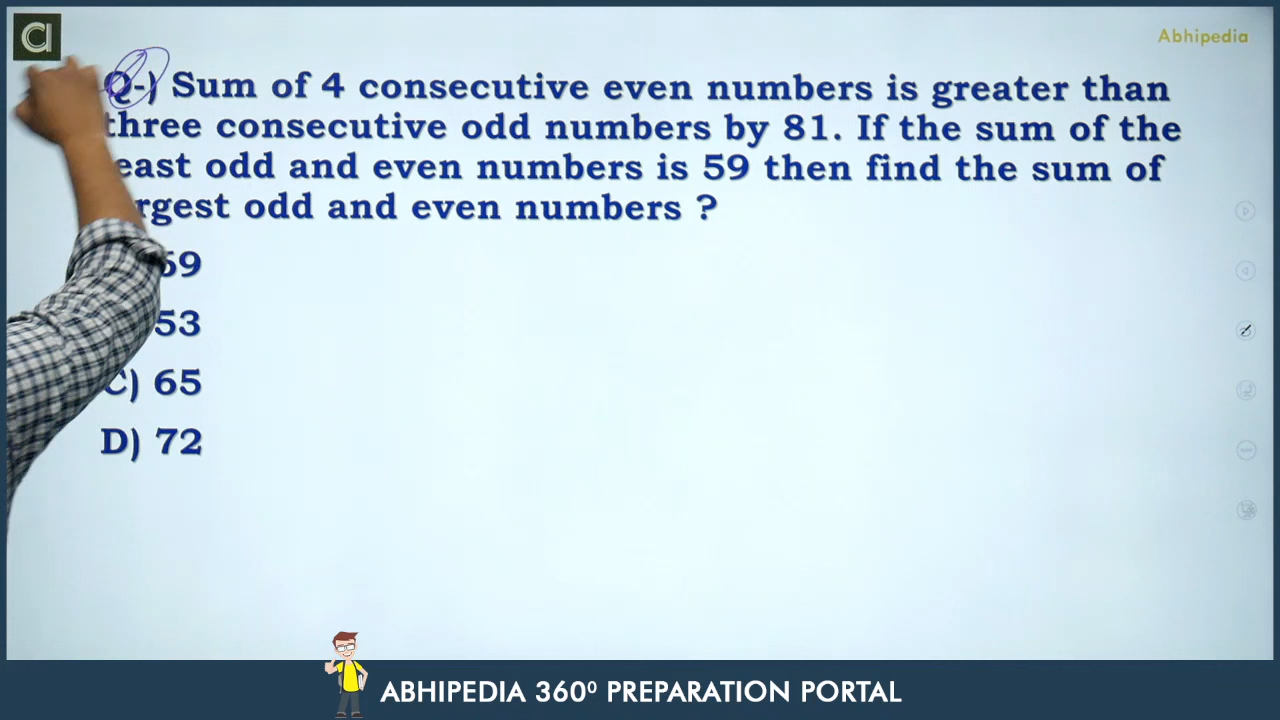 Abhipedia
Q-) Sum of 4 consecutive even numbers is greater than
three consecutive odd numbers by 81. If the sum of the
east odd and even numbers is 59 then find the sum of
rgest odd and even numbers ?
69
53
C) 65
D) 72
ABHIPEDIA 360⁰ PREPARATION PORTAL